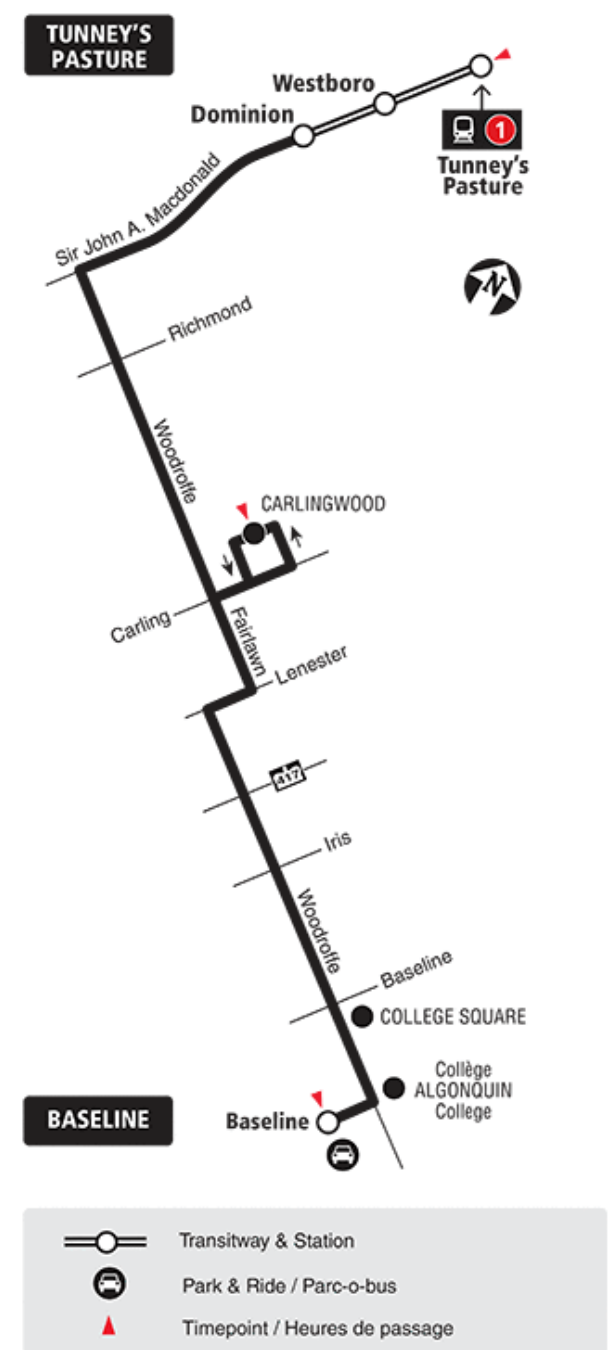 TUNNEY'S
PASTURE
Westboro
Dominion
1
Tunney's
Pasture
Sir John A. Macdonald
N
Richmond
Woodroffe
CARLINGWOOD
Carling
Fairlawn
Lenester
417
Iris
Woodroffe
Baseline
COLLEGE SQUARE
Collège
ALGONQUIN
College
BASELINE
Baseline
Transitway & Station
Park & Ride / Parc-o-bus
Timepoint / Heures de passage